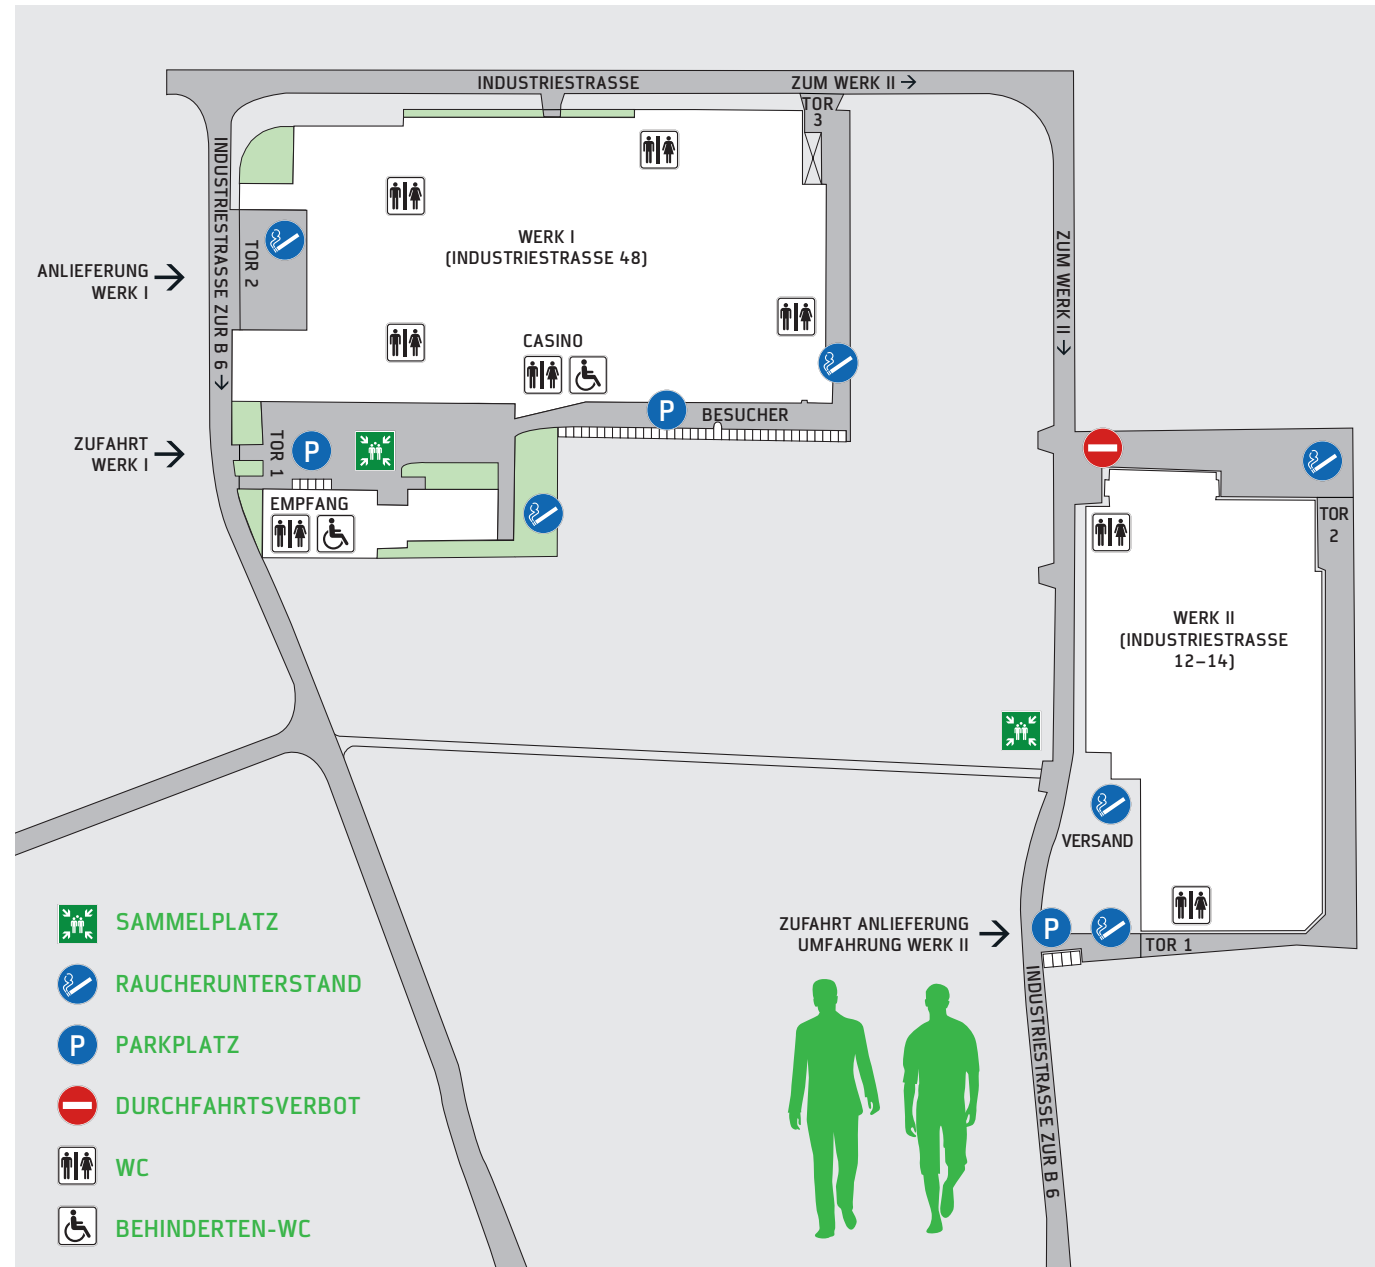 INDUSTRIESTRASSE
ZUM WERK II →
TOR
3
INDUSTRIESTRASSE ZUR B 6 →
TOR 2
ANLIEFERUNG
WERK I
WERK I
(INDUSTRIESTRASSE 48)
ZUM WERK II →
CASINO
P
BESUCHER
ZUFAHRT
WERK I
TOR 1
P
EMPFANG
TOR
2
WERK II
(INDUSTRIESTRASSE
12–14)
VERSAND
ZUFAHRT ANLIEFERUNG
UMFAHRUNG WERK II
P
TOR 1
INDUSTRIESTRASSE ZUR B 6
SAMMELPLATZ
RAUCHERUNTERSTAND
P PARKPLATZ
DURCHFAHRTSVERBOT
WC
BEHINDERTEN-WC